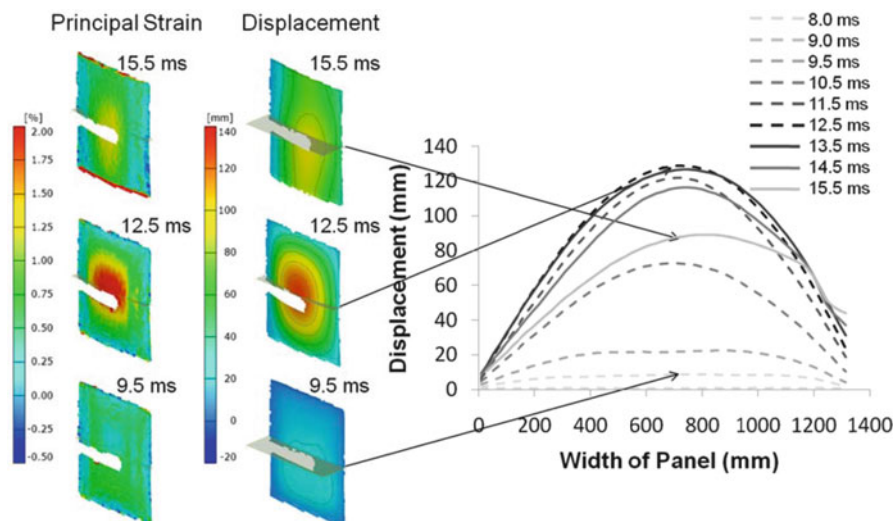 Principal Strain
Displacement
15.5 ms
15.5 ms
[%]
2.00
1.75
1.50
1.25
1.00
0.75
0.50
0.25
0.00
-0.25
-0.50
[mm]
140
120
100
80
60
40
20
0
-20
12.5 ms
12.5 ms
9.5 ms
9.5 ms
8.0 ms
9.0 ms
9.5 ms
10.5 ms
11.5 ms
12.5 ms
13.5 ms
14.5 ms
15.5 ms
Displacement (mm)
140
120
100
80
60
40
20
0
0 200 400 600 800 1000 1200 1400
Width of Panel (mm)